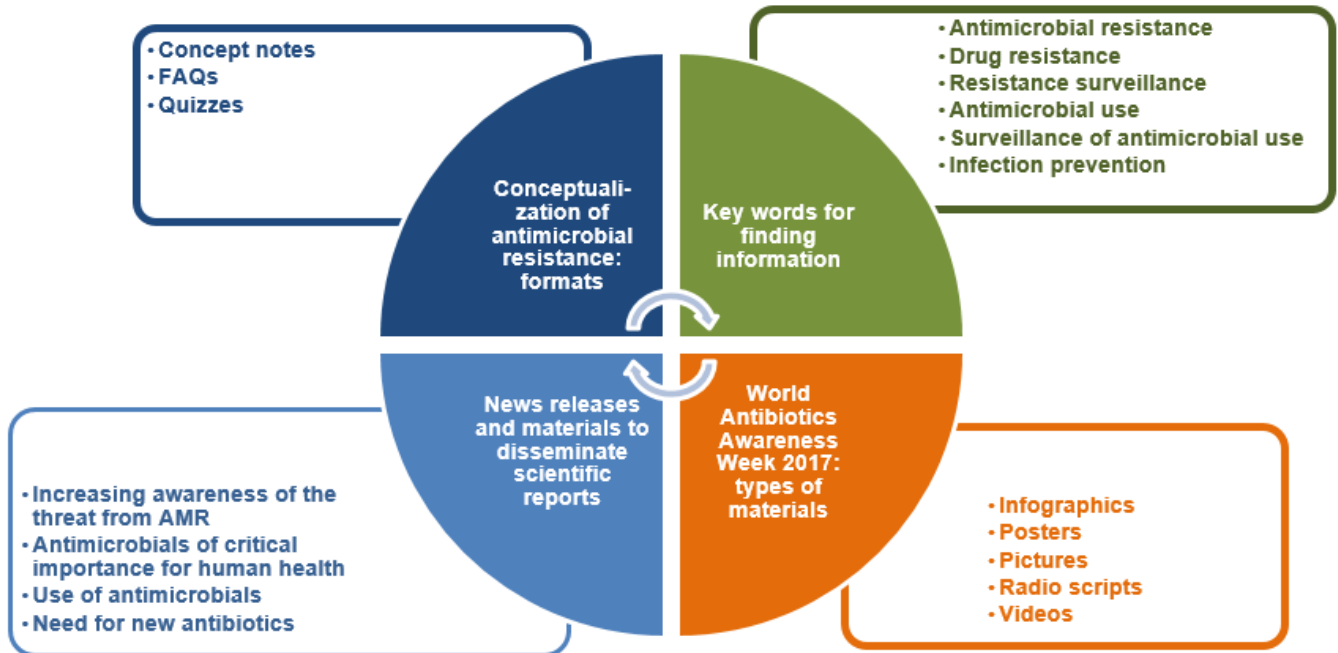 • Concept notes
• FAQs
• Quizzes
Conceptuali-
zation of
antimicrobial
resistance:
formats
• Antimicrobial resistance
• Drug resistance
• Resistance surveillance
• Antimicrobial use
• Surveillance of antimicrobial use
• Infection prevention
Key words for
finding
information
News releases
and materials to
disseminate
scientific
reports
• Increasing awareness of the
threat from AMR
• Antimicrobials of critical
importance for human health
• Use of antimicrobials
• Need for new antibiotics
World
Antibiotics
Awareness
Week 2017:
types of
materials
• Infographics
• Posters
• Pictures
• Radio scripts
• Videos